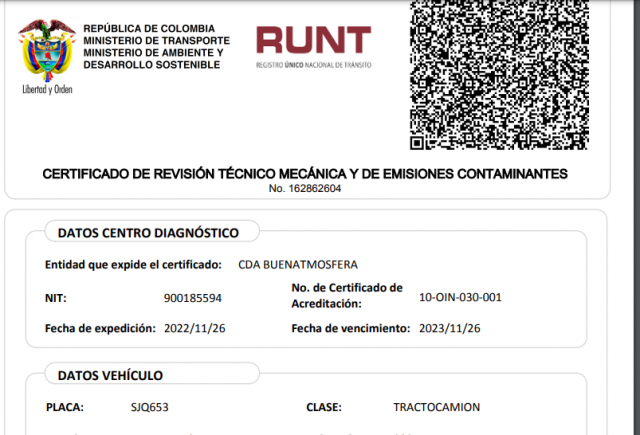 REPÚBLICA DE COLOMBIA
MINISTERIO DE TRANSPORTE
MINISTERIO DE AMBIENTE Y
DESARROLLO SOSTENIBLE
Libertad y Orden
RUNT
REGISTRO ÚNICO NACIONAL DE TRÁNSITO
CERTIFICADO DE REVISIÓN TÉCNICO MECÁNICA Y DE EMISIONES CONTAMINANTES
No. 162862604
DATOS CENTRO DIAGNÓSTICO
Entidad que expide el certificado: CDA BUENATMOSFERA
NIT: 900185594
No. de Certificado de
Acreditación: 10-OIN-030-001
Fecha de expedición: 2022/11/26
Fecha de vencimiento: 2023/11/26
DATOS VEHÍCULO
PLACA: SJQ653
CLASE: TRACTOCAMION